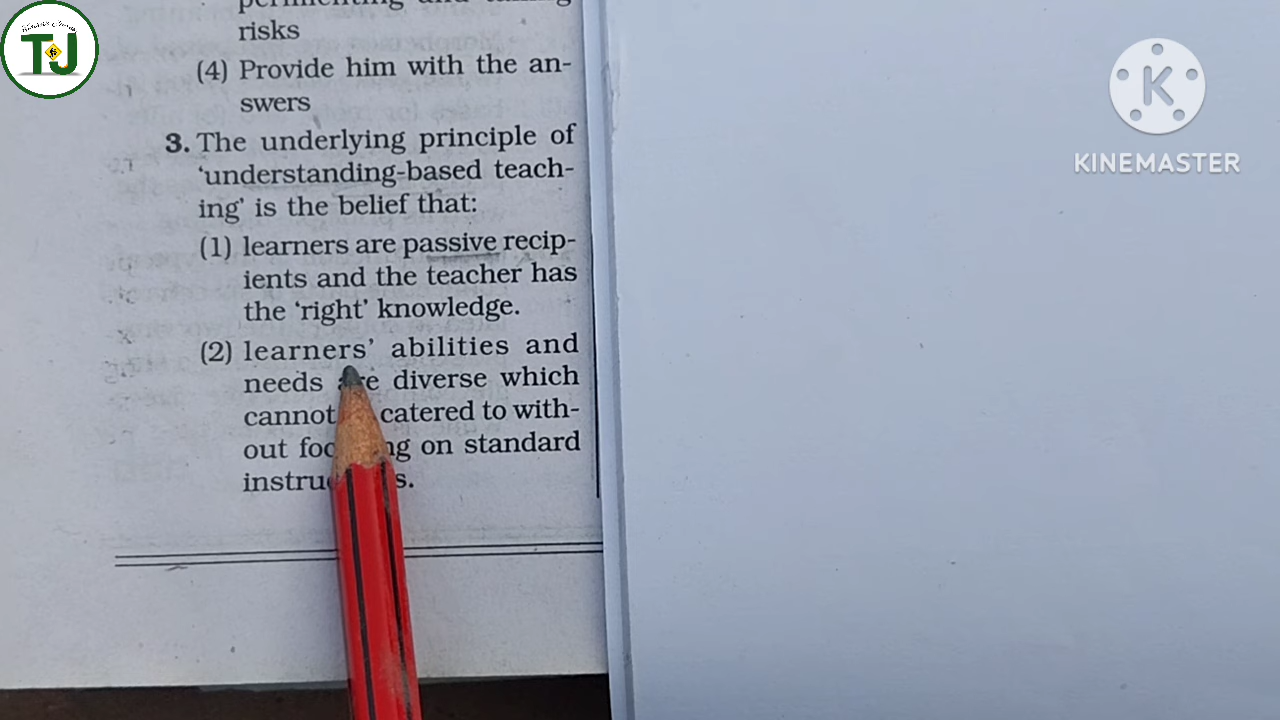 risks
(4) Provide him with the an-
swers
3. The underlying principle of
'understanding-based teach-
ing' is the belief that:
(1) learners are passive recip-
ients and the teacher has
the 'right' knowledge.
(2) learners' abilities and
needs are diverse which
cannot catered to with-
out on standard
TJ
K
KINEMASTER